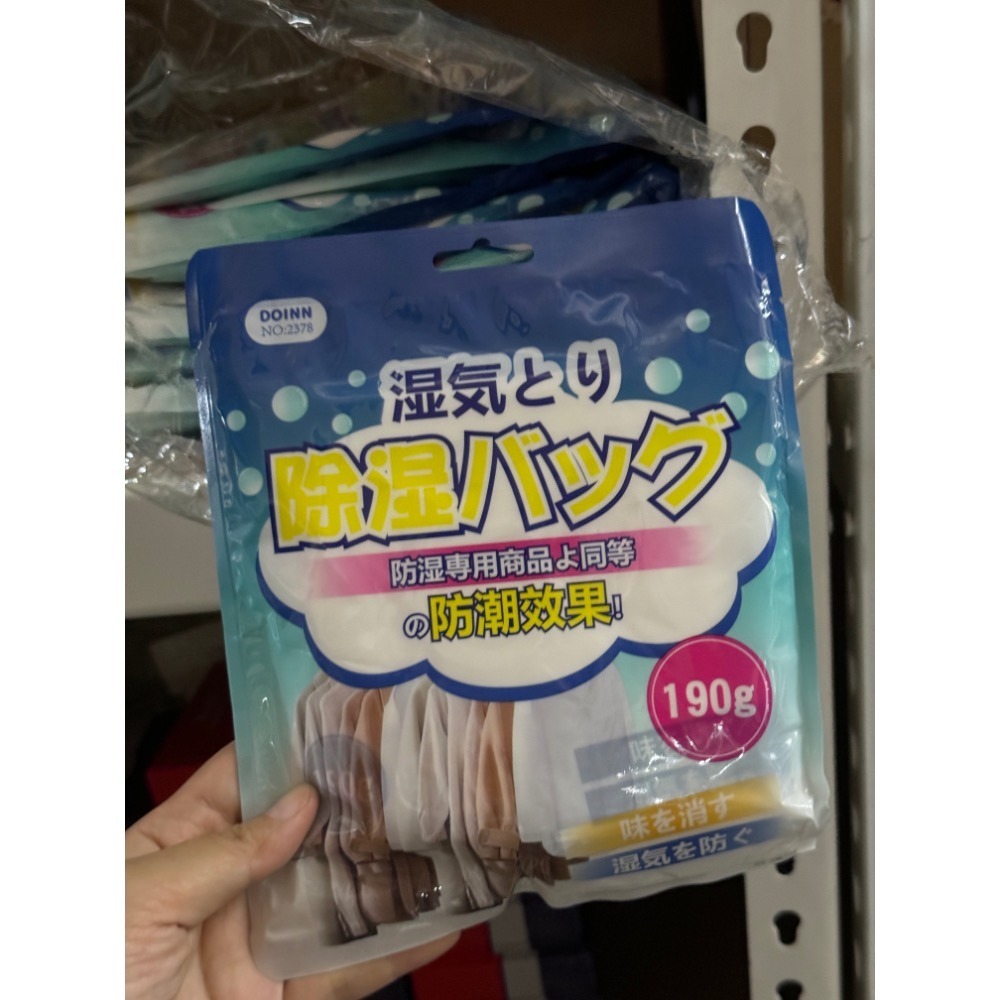 DOINN
NO:2378
湿気とり
除湿バッグ
防湿専用商品よ同等
の防潮効果!
190g
味を消す
湿気を防ぐ